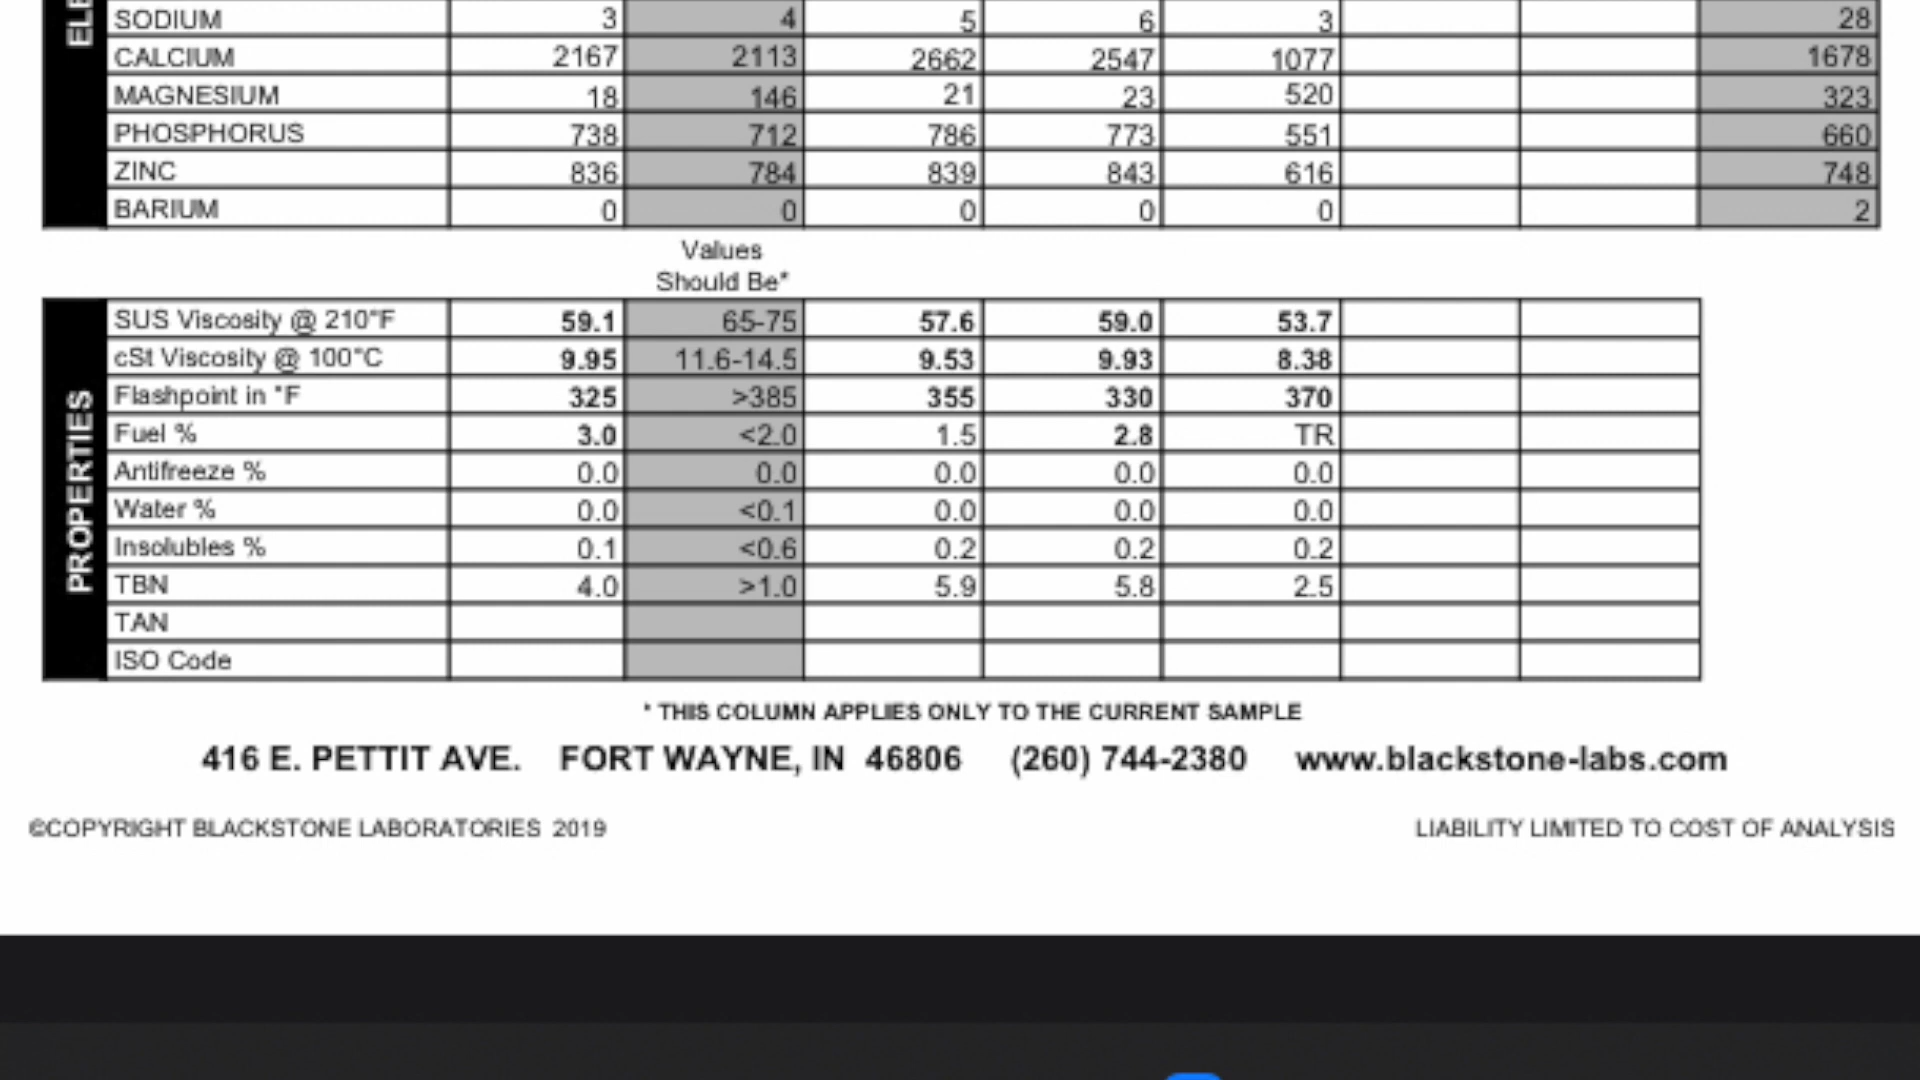 ELE
SODIUM 3 4 5 6 3 28
CALCIUM 2167 2113 2662 2547 1077 1678
MAGNESIUM 18 146 21 23 520 323
PHOSPHORUS 738 712 786 773 551 660
ZINC 836 784 839 843 616 748
BARIUM 0 0 0 0 0 2
Values
Should Be*
PROPERTIES
SUS Viscosity @ 210°F 59.1 65-75 57.6 59.0 53.7
cSt Viscosity @ 100°C 9.95 11.6-14.5 9.53 9.93 8.38
Flashpoint in °F 325 >385 355 330 370
Fuel % 3.0 <2.0 1.5 2.8 TR
Antifreeze % 0.0 0.0 0.0 0.0 0.0
Water % 0.0 <0.1 0.0 0.0 0.0
Insolubles % 0.1 <0.6 0.2 0.2 0.2
TBN 4.0 >1.0 5.9 5.8 2.5
TAN
ISO Code
* THIS COLUMN APPLIES ONLY TO THE CURRENT SAMPLE
416 E. PETTIT AVE. FORT WAYNE, IN 46806 (260) 744-2380 www.blackstone-labs.com
©COPYRIGHT BLACKSTONE LABORATORIES 2019 LIABILITY LIMITED TO COST OF ANALYSIS